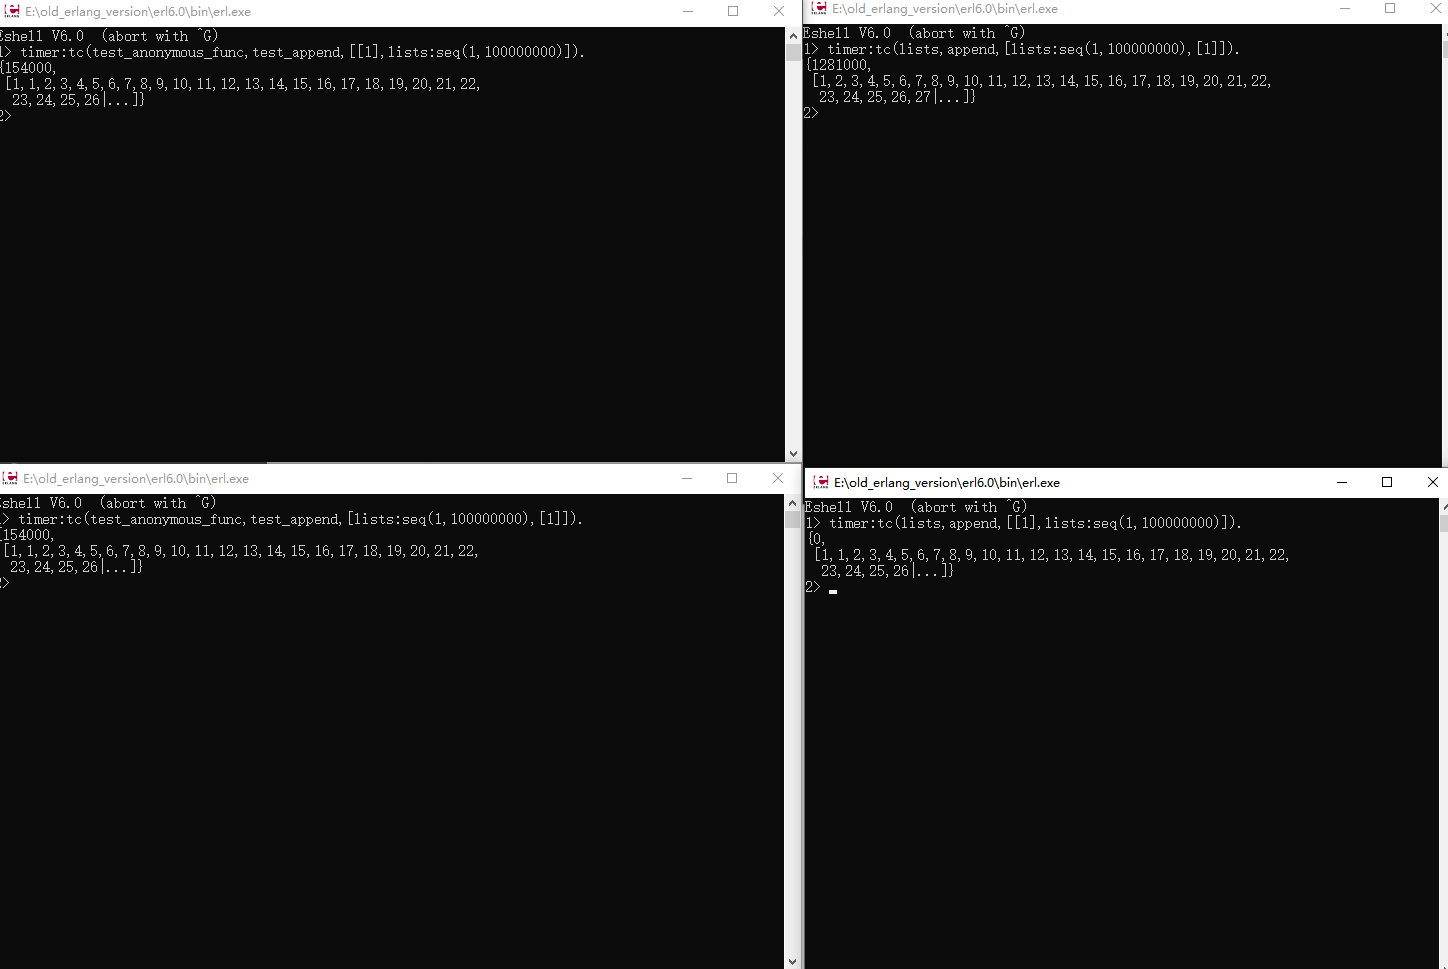 E:\old_erlang_version\erl6.0\bin\erl.exe
Eshell V6.0  (abort with ^G)
1> timer:tc(test_anonymous_func,test_append,[[1],lists:seq(1,100000000)]).
{154000,
 [1,1,2,3,4,5,6,7,8,9,10,11,12,13,14,15,16,17,18,19,20,21,22,
  23,24,25,26|...]}
2>
E:\old_erlang_version\erl6.0\bin\erl.exe
Eshell V6.0  (abort with ^G)
1> timer:tc(lists,append,[lists:seq(1,100000000),[1]]).
{1281000,
 [1,2,3,4,5,6,7,8,9,10,11,12,13,14,15,16,17,18,19,20,21,22,
  23,24,25,26,27|...]}
2>
E:\old_erlang_version\erl6.0\bin\erl.exe
Eshell V6.0  (abort with ^G)
1> timer:tc(test_anonymous_func,test_append,[lists:seq(1,100000000),[1]]).
{154000,
 [1,1,2,3,4,5,6,7,8,9,10,11,12,13,14,15,16,17,18,19,20,21,22,
  23,24,25,26|...]}
2>
E:\old_erlang_version\erl6.0\bin\erl.exe
Eshell V6.0  (abort with ^G)
1> timer:tc(lists,append,[[1],lists:seq(1,100000000)]).
{0,
 [1,1,2,3,4,5,6,7,8,9,10,11,12,13,14,15,16,17,18,19,20,21,22,
  23,24,25,26|...]}
2>